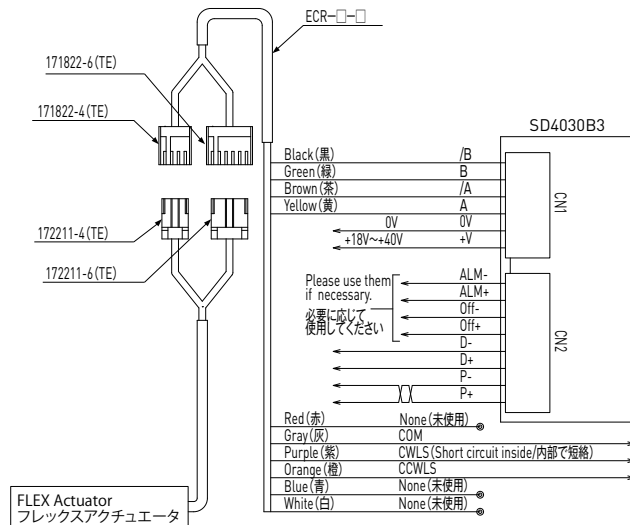 ECR-□-□
171822-6(TE)
171822-4(TE)
172211-4(TE)
172211-6(TE)
SD4030B3
Black(黒) /B
Green(緑) B
Brown(茶) /A
Yellow(黄) A
0V 0V
+18V~+40V +V
CN1
Please use them
if necessary.
必要に応じて
使用してください
ALM-
ALM+
Off-
Off+
D-
D+
P-
P+
CN2
Red(赤) None(未使用)
Gray(灰) COM
Purple(紫) CWLS(Short circuit inside/内部で短絡)
Orange(橙) CCWLS
Blue(青) None(未使用)
White(白) None(未使用)
FLEX Actuator
フレックスアクチュエータ